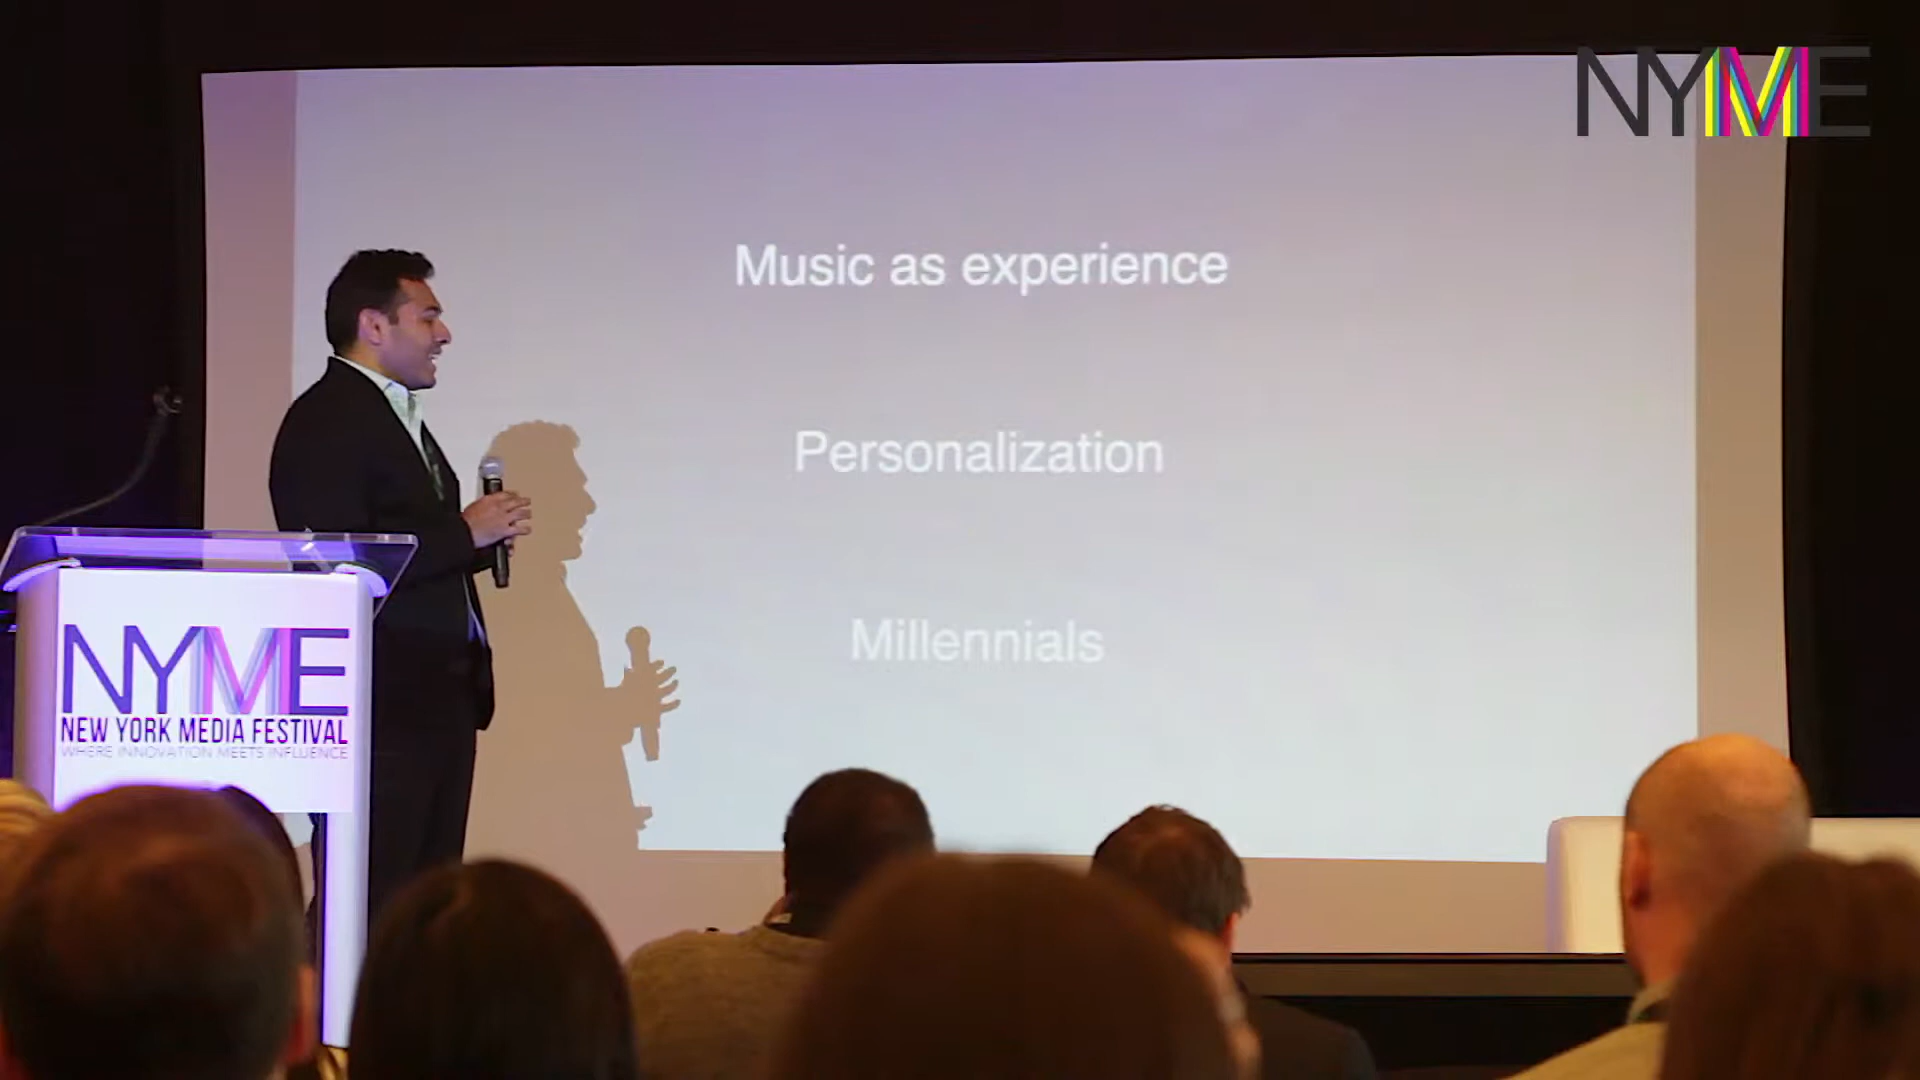 NYME
Music as experience
Personalization
Millennials
NYME
NEW YORK MEDIA FESTIVAL
WHERE INNOVATION MEETS INFLUENCE